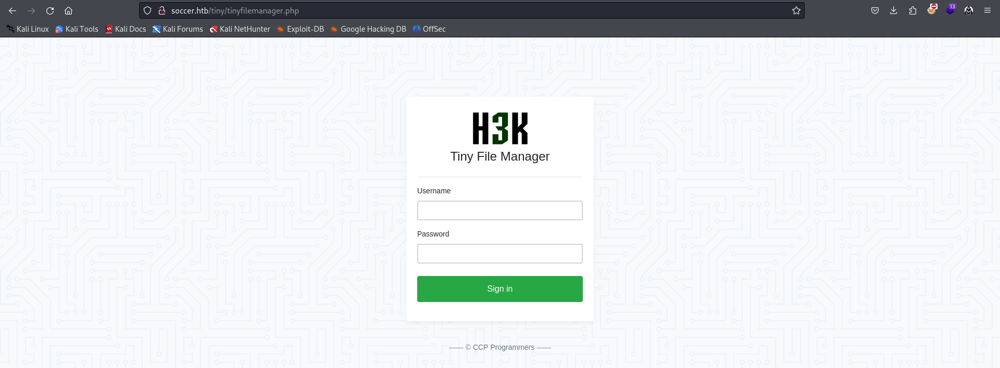 soccer.htb/tiny/tinyfilemanager.php
13
Kali Linux Kali Tools Kali Docs Kali Forums Kali NetHunter Exploit-DB Google Hacking DB OffSec
H3K
Tiny File Manager
Username
Password
Sign in
—— © CCP Programmers ——